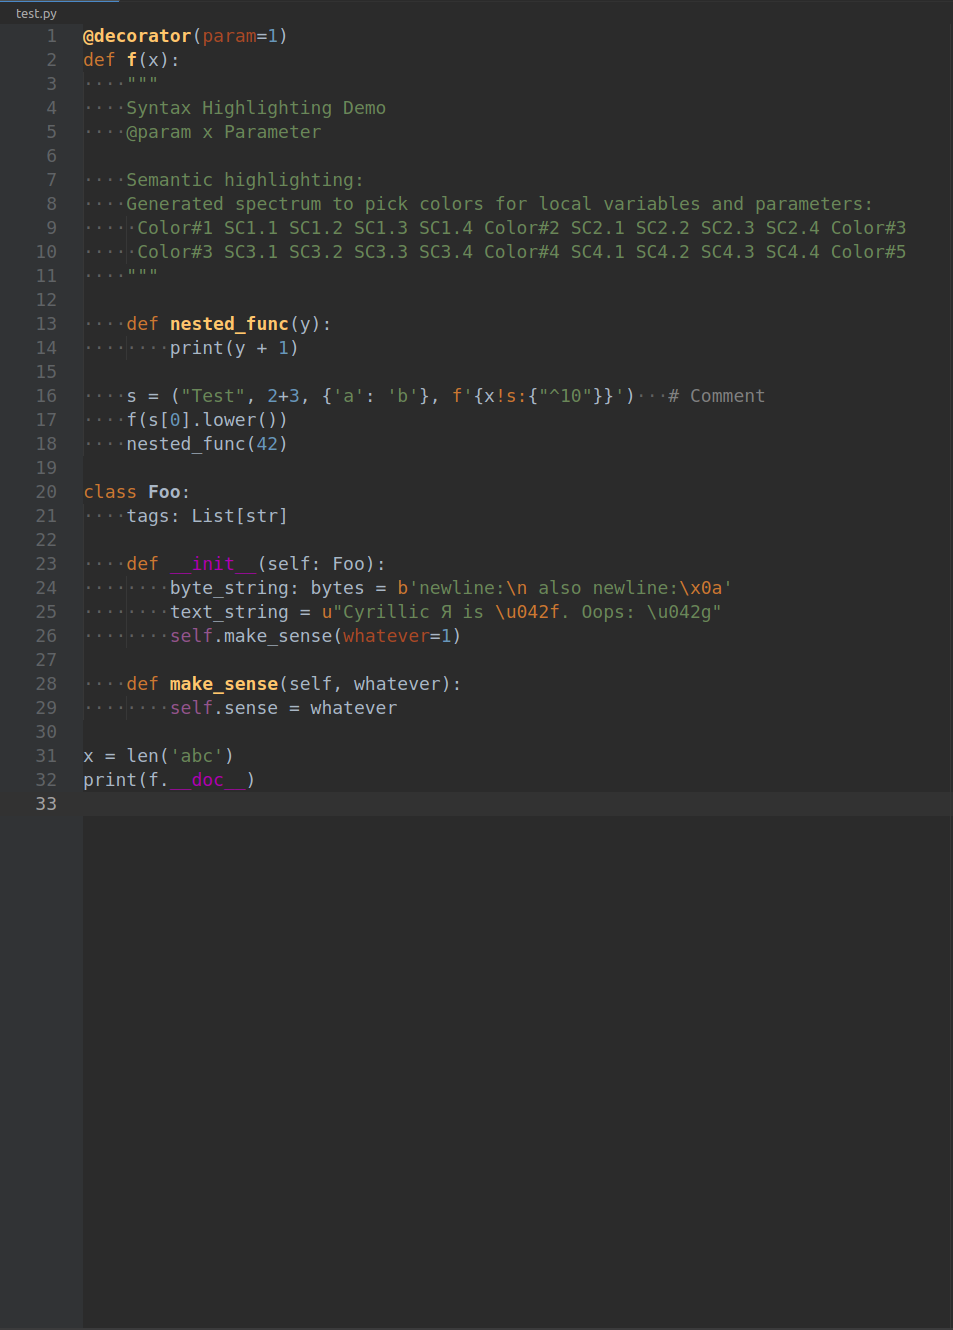 test.py
1 @decorator(param=1)
2 def f(x):
3     """
4     Syntax Highlighting Demo
5     @param x Parameter
6
7     Semantic highlighting:
8     Generated spectrum to pick colors for local variables and parameters:
9      Color#1 SC1.1 SC1.2 SC1.3 SC1.4 Color#2 SC2.1 SC2.2 SC2.3 SC2.4 Color#3
10      Color#3 SC3.1 SC3.2 SC3.3 SC3.4 Color#4 SC4.1 SC4.2 SC4.3 SC4.4 Color#5
11     """
12
13     def nested_func(y):
14         print(y + 1)
15
16     s = ("Test", 2+3, {'a': 'b'}, f'{x!s:{"^10"}}')   # Comment
17     f(s[0].lower())
18     nested_func(42)
19
20 class Foo:
21     tags: List[str]
22
23     def __init__(self: Foo):
24         byte_string: bytes = b'newline:\n also newline:\x0a'
25         text_string = u"Cyrillic Я is \u042f. Oops: \u042g"
26         self.make_sense(whatever=1)
27
28     def make_sense(self, whatever):
29         self.sense = whatever
30
31 x = len('abc')
32 print(f.__doc__)
33